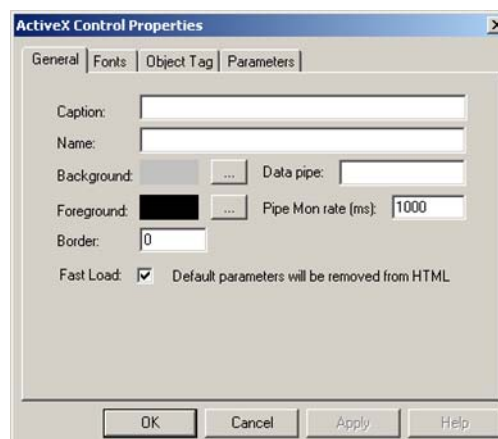 ActiveX Control Properties
General Fonts Object Tag Parameters
Caption:
Name:
Background: ... Data pipe:
Foreground: ... Pipe Mon rate (ms): 1000
Border: 0
Fast Load: Default parameters will be removed from HTML
OK Cancel Apply Help